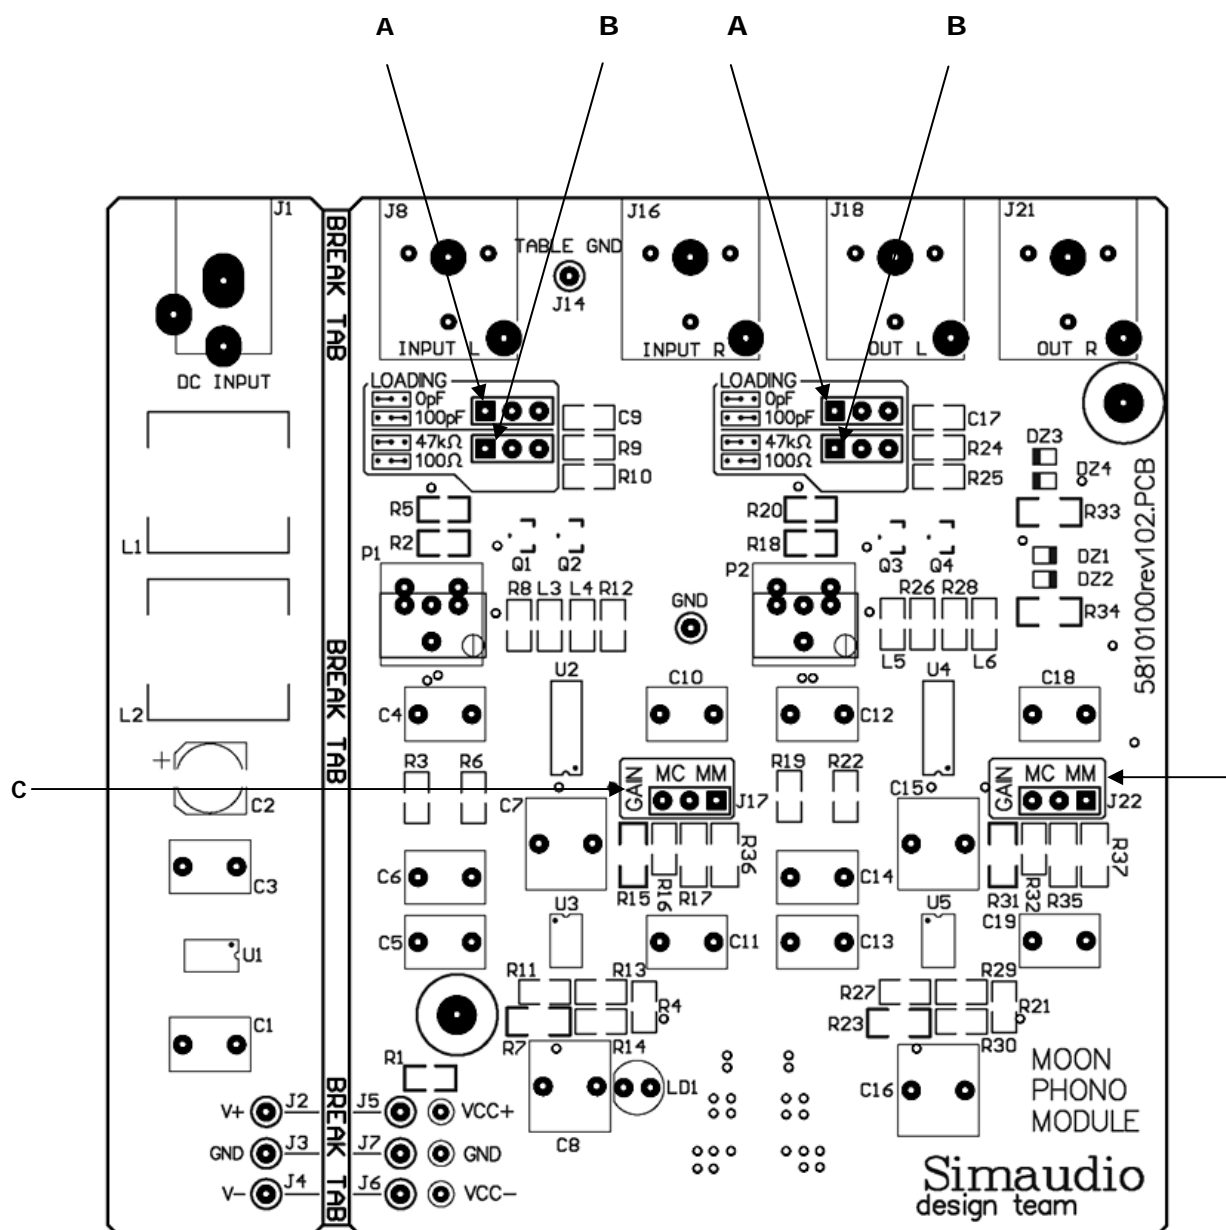 A B A B
J1 J8 J16 J18 J21
BREAK TAB
TABLE GND
J14
INPUT L INPUT R OUT L OUT R
DC INPUT
LOADING LOADING
0pF 0pF
100pF C9 100pF C17
47kΩ R9 47kΩ R24
100Ω R10 100Ω R25
DZ3
DZ4
R5 R20 R33
R2 R18
P1 Q1 Q2 P2 Q3 Q4
L1
DZ1
DZ2
R8 L3 L4 R12 GND R26 R28 R34
L5 L6
5810100rev102.PCB
BREAK TAB
U2 C10 U4 C18
L2 C4 C12
R3 R6 GAIN MC MM R19 R22 GAIN MC MM
C
+ C2 C7 J17 C15 J22
C3 C6 R15 R16 R17 R36 C14 R31 R32 R35 R37
U3 U5 C19
U1 C5 C11 C13
R11 R13 R29
R4 R27 R21
C1 R7 R14 R23 R30
R1
MOON
PHONO
MODULE
LD1 C16
BREAK TAB
V+ J2 J5 VCC+
C8
GND J3 J7 GND
V- J4 J6 VCC-
Simaudio
design team